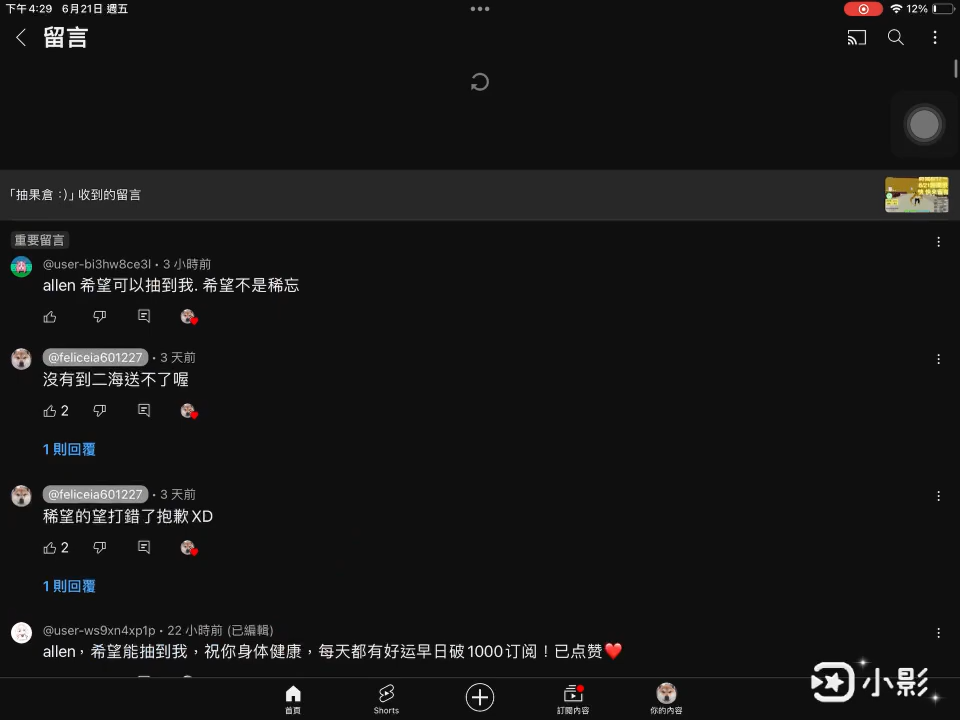 下午4:29 6月21日 週五
12%
留言
「抽果倉 :)」收到的留言
重要留言
@user-bi3hw8ce3l・3 小時前
allen 希望可以抽到我. 希望不是稀忘
@feliceia601227・3 天前
沒有到二海送不了喔
2
1 則回覆
@feliceia601227・3 天前
稀望的望打錯了抱歉XD
2
1 則回覆
@user-ws9xn4xp1p・22 小時前 (已編輯)
allen，希望能抽到我，祝你身体健康，每天都有好运早日破1000订阅！已点赞❤️
首頁
Shorts
訂閱內容
你的內容
小影